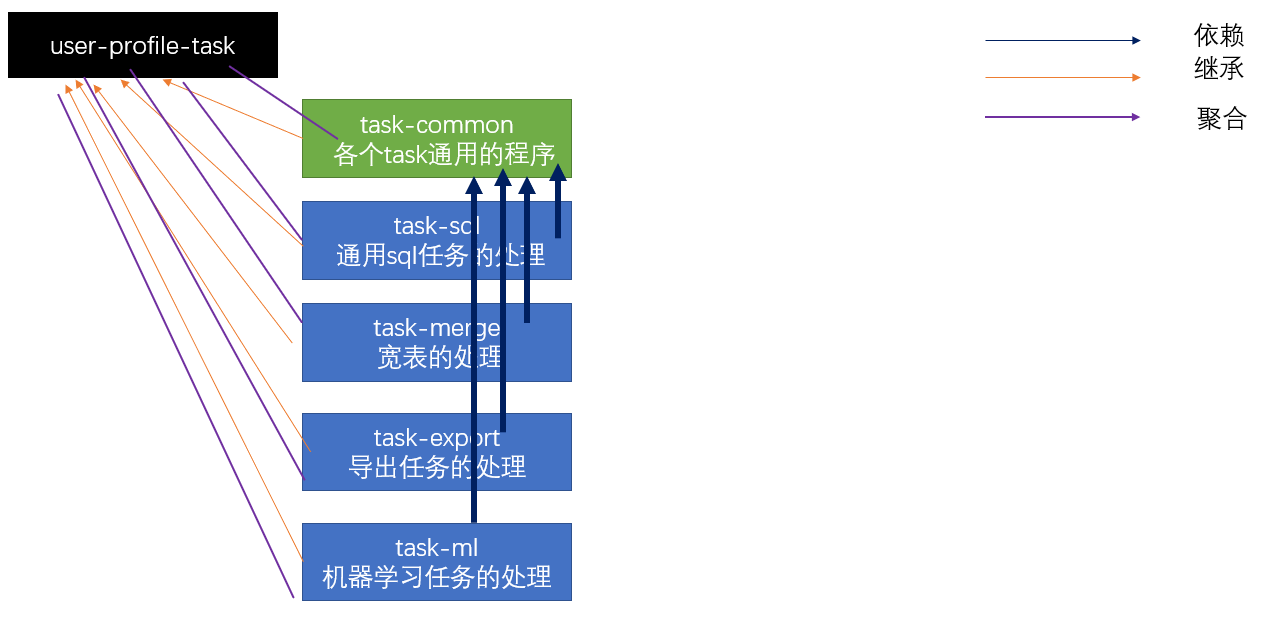 user-profile-task
依赖
继承
聚合
task-common
各个task通用的程序
task-sql
通用sql任务的处理
task-merge
宽表的处理
task-export
导出任务的处理
task-ml
机器学习任务的处理